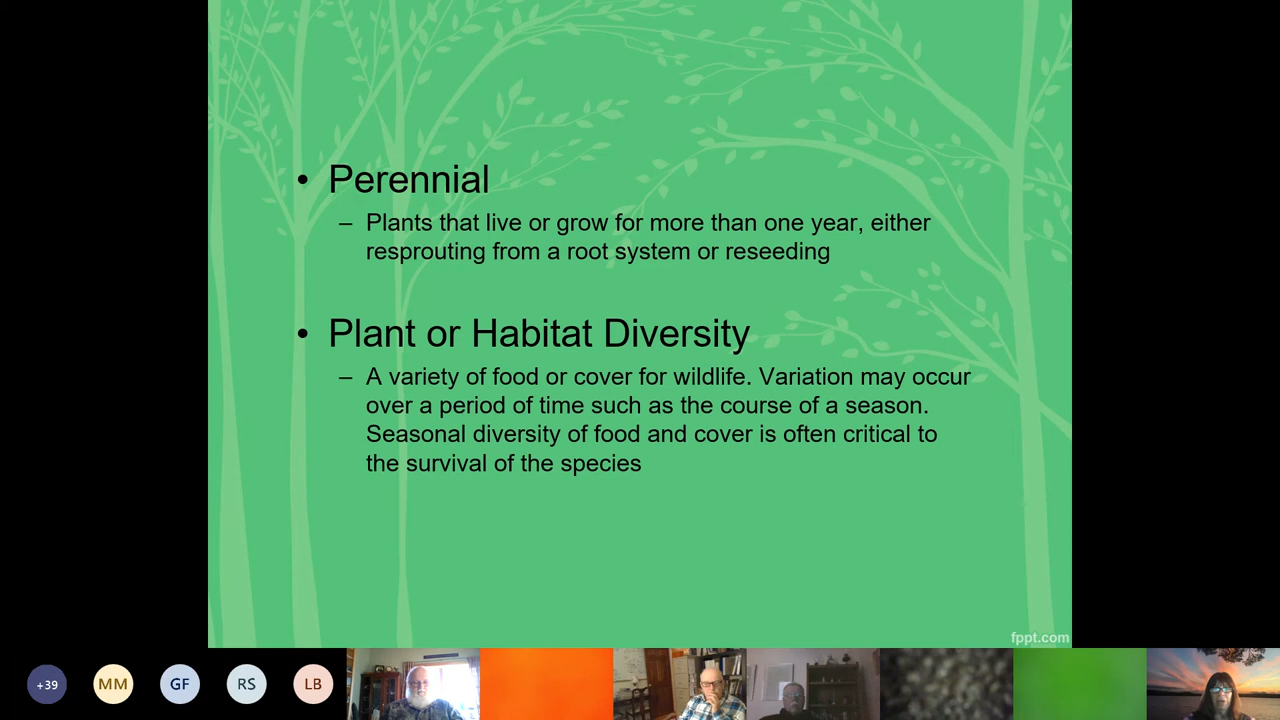 • Perennial
– Plants that live or grow for more than one year, either
resprouting from a root system or reseeding
• Plant or Habitat Diversity
– A variety of food or cover for wildlife. Variation may occur
over a period of time such as the course of a season.
Seasonal diversity of food and cover is often critical to
the survival of the species
fppt.com
+39 MM GF RS LB